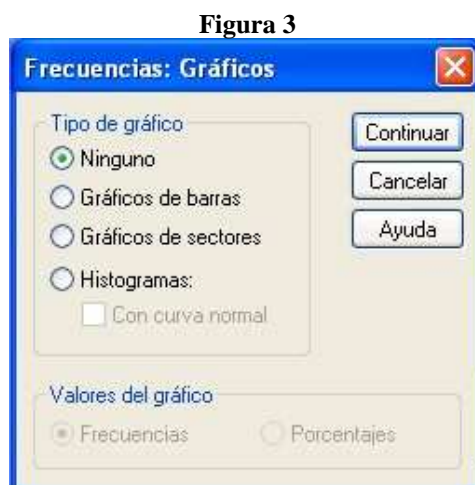 Figura 3
Frecuencias: Gráficos
Tipo de gráfico
Ninguno
Gráficos de barras
Gráficos de sectores
Histogramas:
Con curva normal
Continuar
Cancelar
Ayuda
Valores del gráfico
Frecuencias Porcentajes